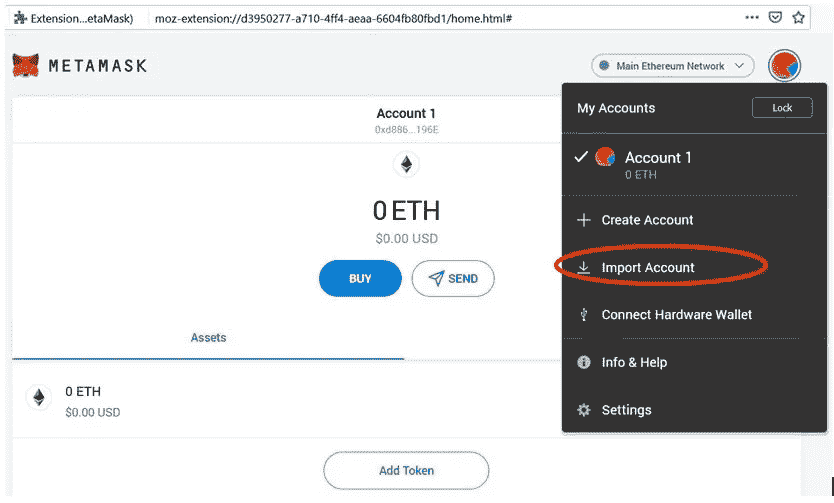 Extension...etaMask)
moz-extension://d3950277-a710-4ff4-aeaa-6604fb80fbd1/home.html#
METAMASK
Main Ethereum Network
Account 1
0xd886...196E
0 ETH
$0.00 USD
BUY
SEND
Assets
0 ETH
$0.00 USD
Add Token
My Accounts
Lock
Account 1
0 ETH
Create Account
Import Account
Connect Hardware Wallet
Info & Help
Settings